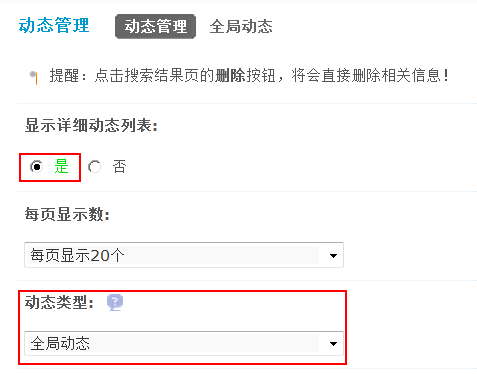 动态管理 动态管理 全局动态
提醒：点击搜索结果页的删除按钮，将会直接删除相关信息！
显示详细动态列表:
是 否
每页显示数:
每页显示20个
动态类型: ?
全局动态